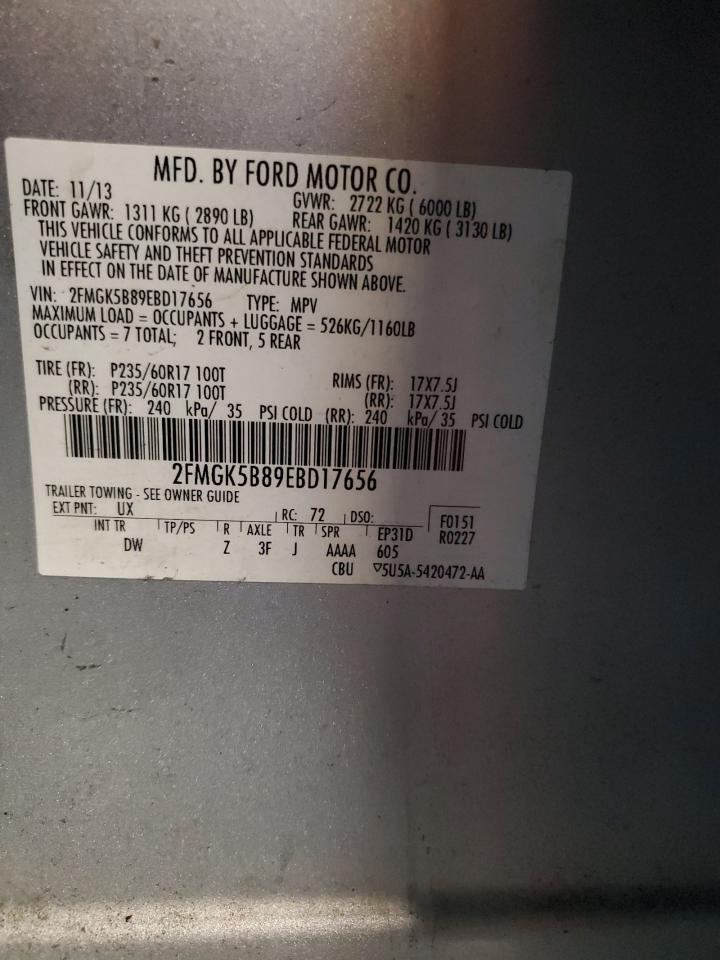 MFD. BY FORD MOTOR CO.
DATE: 11/13 GVWR: 2722 KG ( 6000 LB)
FRONT GAWR: 1311 KG ( 2890 LB) REAR GAWR: 1420 KG ( 3130 LB)
THIS VEHICLE CONFORMS TO ALL APPLICABLE FEDERAL MOTOR
VEHICLE SAFETY AND THEFT PREVENTION STANDARDS
IN EFFECT ON THE DATE OF MANUFACTURE SHOWN ABOVE.
VIN: 2FMGK5B89EBD17656 TYPE: MPV
MAXIMUM LOAD = OCCUPANTS + LUGGAGE = 526KG/1160LB
OCCUPANTS = 7 TOTAL; 2 FRONT, 5 REAR
TIRE (FR): P235/60R17 100T RIMS (FR): 17X7.5J
(RR): P235/60R17 100T (RR): 17X7.5J
PRESSURE (FR): 240 kPa/ 35 PSI COLD (RR): 240 kPa/ 35 PSI COLD
2FMGK5B89EBD17656
TRAILER TOWING - SEE OWNER GUIDE
EXT PNT: UX RC: 72 DSO: F0151
INT TR TP/PS R AXLE TR SPR EP31D R0227
DW Z 3F J AAAA 605
CBU ▽5U5A-5420472-AA